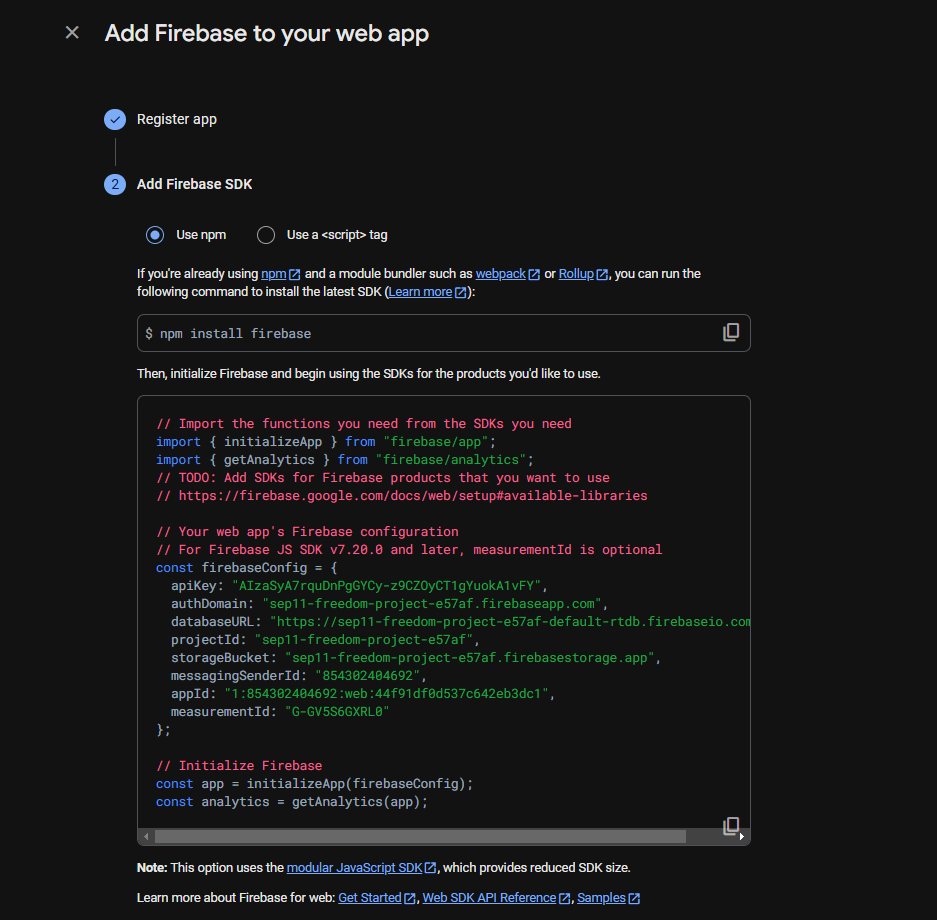 Add Firebase to your web app
Register app
2 Add Firebase SDK
Use npm Use a <script> tag
If you're already using npm and a module bundler such as webpack or Rollup, you can run the
following command to install the latest SDK (Learn more):
$ npm install firebase
Then, initialize Firebase and begin using the SDKs for the products you'd like to use.
// Import the functions you need from the SDKs you need
import { initializeApp } from "firebase/app";
import { getAnalytics } from "firebase/analytics";
// TODO: Add SDKs for Firebase products that you want to use
// https://firebase.google.com/docs/web/setup#available-libraries
// Your web app's Firebase configuration
// For Firebase JS SDK v7.20.0 and later, measurementId is optional
const firebaseConfig = {
apiKey: "AIzaSyA7rquDnPgGYCy-z9CZOyCT1gYuokA1vFY",
authDomain: "sep11-freedom-project-e57af.firebaseapp.com",
databaseURL: "https://sep11-freedom-project-e57af-default-rtdb.firebaseio.com
projectId: "sep11-freedom-project-e57af",
storageBucket: "sep11-freedom-project-e57af.firebasestorage.app",
messagingSenderId: "854302404692",
appId: "1:854302404692:web:44f91df0d537c642eb3dc1",
measurementId: "G-GV5S6GXRL0"
};
// Initialize Firebase
const app = initializeApp(firebaseConfig);
const analytics = getAnalytics(app);
Note: This option uses the modular JavaScript SDK, which provides reduced SDK size.
Learn more about Firebase for web: Get Started, Web SDK API Reference, Samples